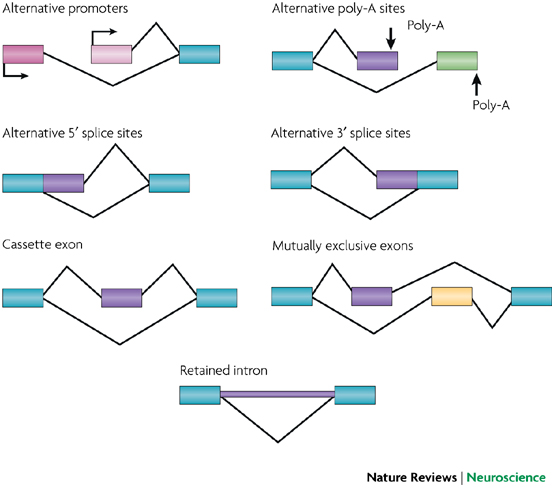 Alternative promoters
Alternative poly-A sites
Poly-A
Poly-A
Alternative 5′ splice sites
Alternative 3′ splice sites
Cassette exon
Mutually exclusive exons
Retained intron
Nature Reviews | Neuroscience